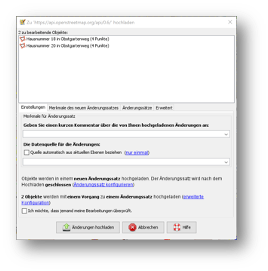 Zu 'https://api.openstreetmap.org/api/0.6/' hochladen
2 zu bearbeitende Objekte:
Hausnummer 18 in Obstgartenweg (4 Punkte)
Hausnummer 20 in Obstgartenweg (4 Punkte)
Einstellungen Merkmale des neuen Änderungssatzes Änderungssätze Erweitert
Merkmale für Änderungssatz
Geben Sie einen kurzen Kommentar über die von Ihnen hochgeladenen Änderungen an:
Die Datenquelle für die Änderungen:
Quelle automatisch aus aktuellen Ebenen beziehen (nur einmal)
Objekte werden in einem neuen Änderungssatz hochgeladen. Der Änderungssatz wird nach dem
Hochladen geschlossen (Änderungssatz konfigurieren)
2 Objekte werden mit einem Vorgang zu einem Änderungssatz hochgeladen (erweiterte
Konfiguration)
Ich möchte, dass jemand meine Bearbeitungen überprüft.
Änderungen hochladen Abbrechen Hilfe